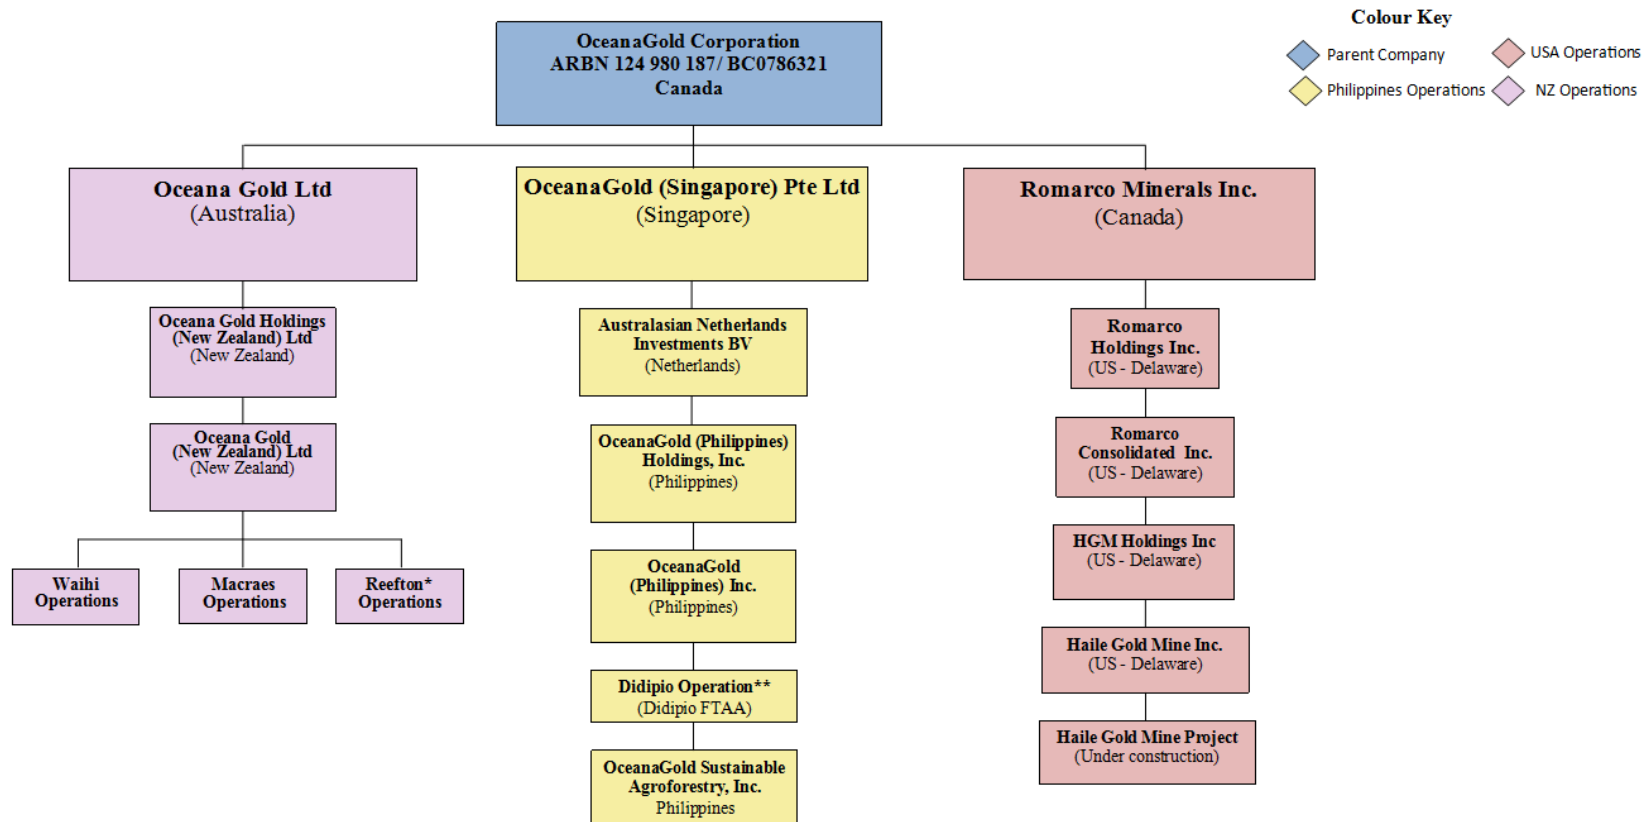 Colour Key
Parent Company
USA Operations
Philippines Operations
NZ Operations
OceanaGold Corporation
ARBN 124 980 187/ BC0786321
Canada
Oceana Gold Ltd
(Australia)
OceanaGold (Singapore) Pte Ltd
(Singapore)
Romarco Minerals Inc.
(Canada)
Oceana Gold Holdings
(New Zealand) Ltd
(New Zealand)
Australasian Netherlands
Investments BV
(Netherlands)
Romarco
Holdings Inc.
(US - Delaware)
Oceana Gold
(New Zealand) Ltd
(New Zealand)
OceanaGold (Philippines)
Holdings, Inc.
(Philippines)
Romarco
Consolidated Inc.
(US - Delaware)
HGM Holdings Inc
(US - Delaware)
Waihi
Operations
Macraes
Operations
Reefton*
Operations
OceanaGold
(Philippines) Inc.
(Philippines)
Haile Gold Mine Inc.
(US - Delaware)
Didipio Operation**
(Didipio FTAA)
Haile Gold Mine Project
(Under construction)
OceanaGold Sustainable
Agroforestry, Inc.
Philippines